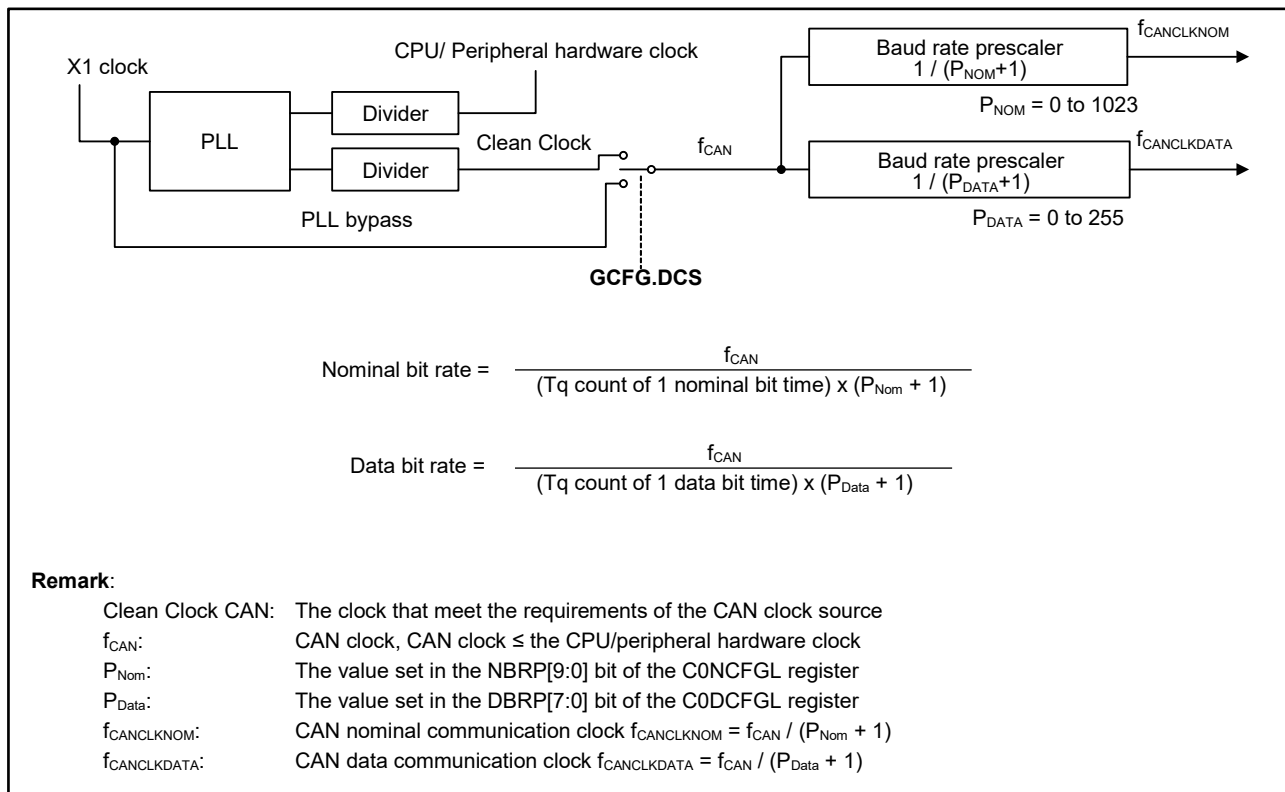 X1 clock
CPU/ Peripheral hardware clock
PLL
Divider
Divider
Clean Clock
PLL bypass
GCFG.DCS
fCAN
Baud rate prescaler
1 / (PNOM+1)
fCANCLKNOM
PNOM = 0 to 1023
Baud rate prescaler
1 / (PDATA+1)
fCANCLKDATA
PDATA = 0 to 255
Nominal bit rate = fCAN
(Tq count of 1 nominal bit time) x (PNom + 1)
Data bit rate = fCAN
(Tq count of 1 data bit time) x (PData + 1)
Remark:
Clean Clock CAN: The clock that meet the requirements of the CAN clock source
fCAN: CAN clock, CAN clock ≤ the CPU/peripheral hardware clock
PNom: The value set in the NBRP[9:0] bit of the C0NCFGL register
PData: The value set in the DBRP[7:0] bit of the C0DCFGL register
fCANCLKNOM: CAN nominal communication clock fCANCLKNOM = fCAN / (PNom + 1)
fCANCLKDATA: CAN data communication clock fCANCLKDATA = fCAN / (PData + 1)